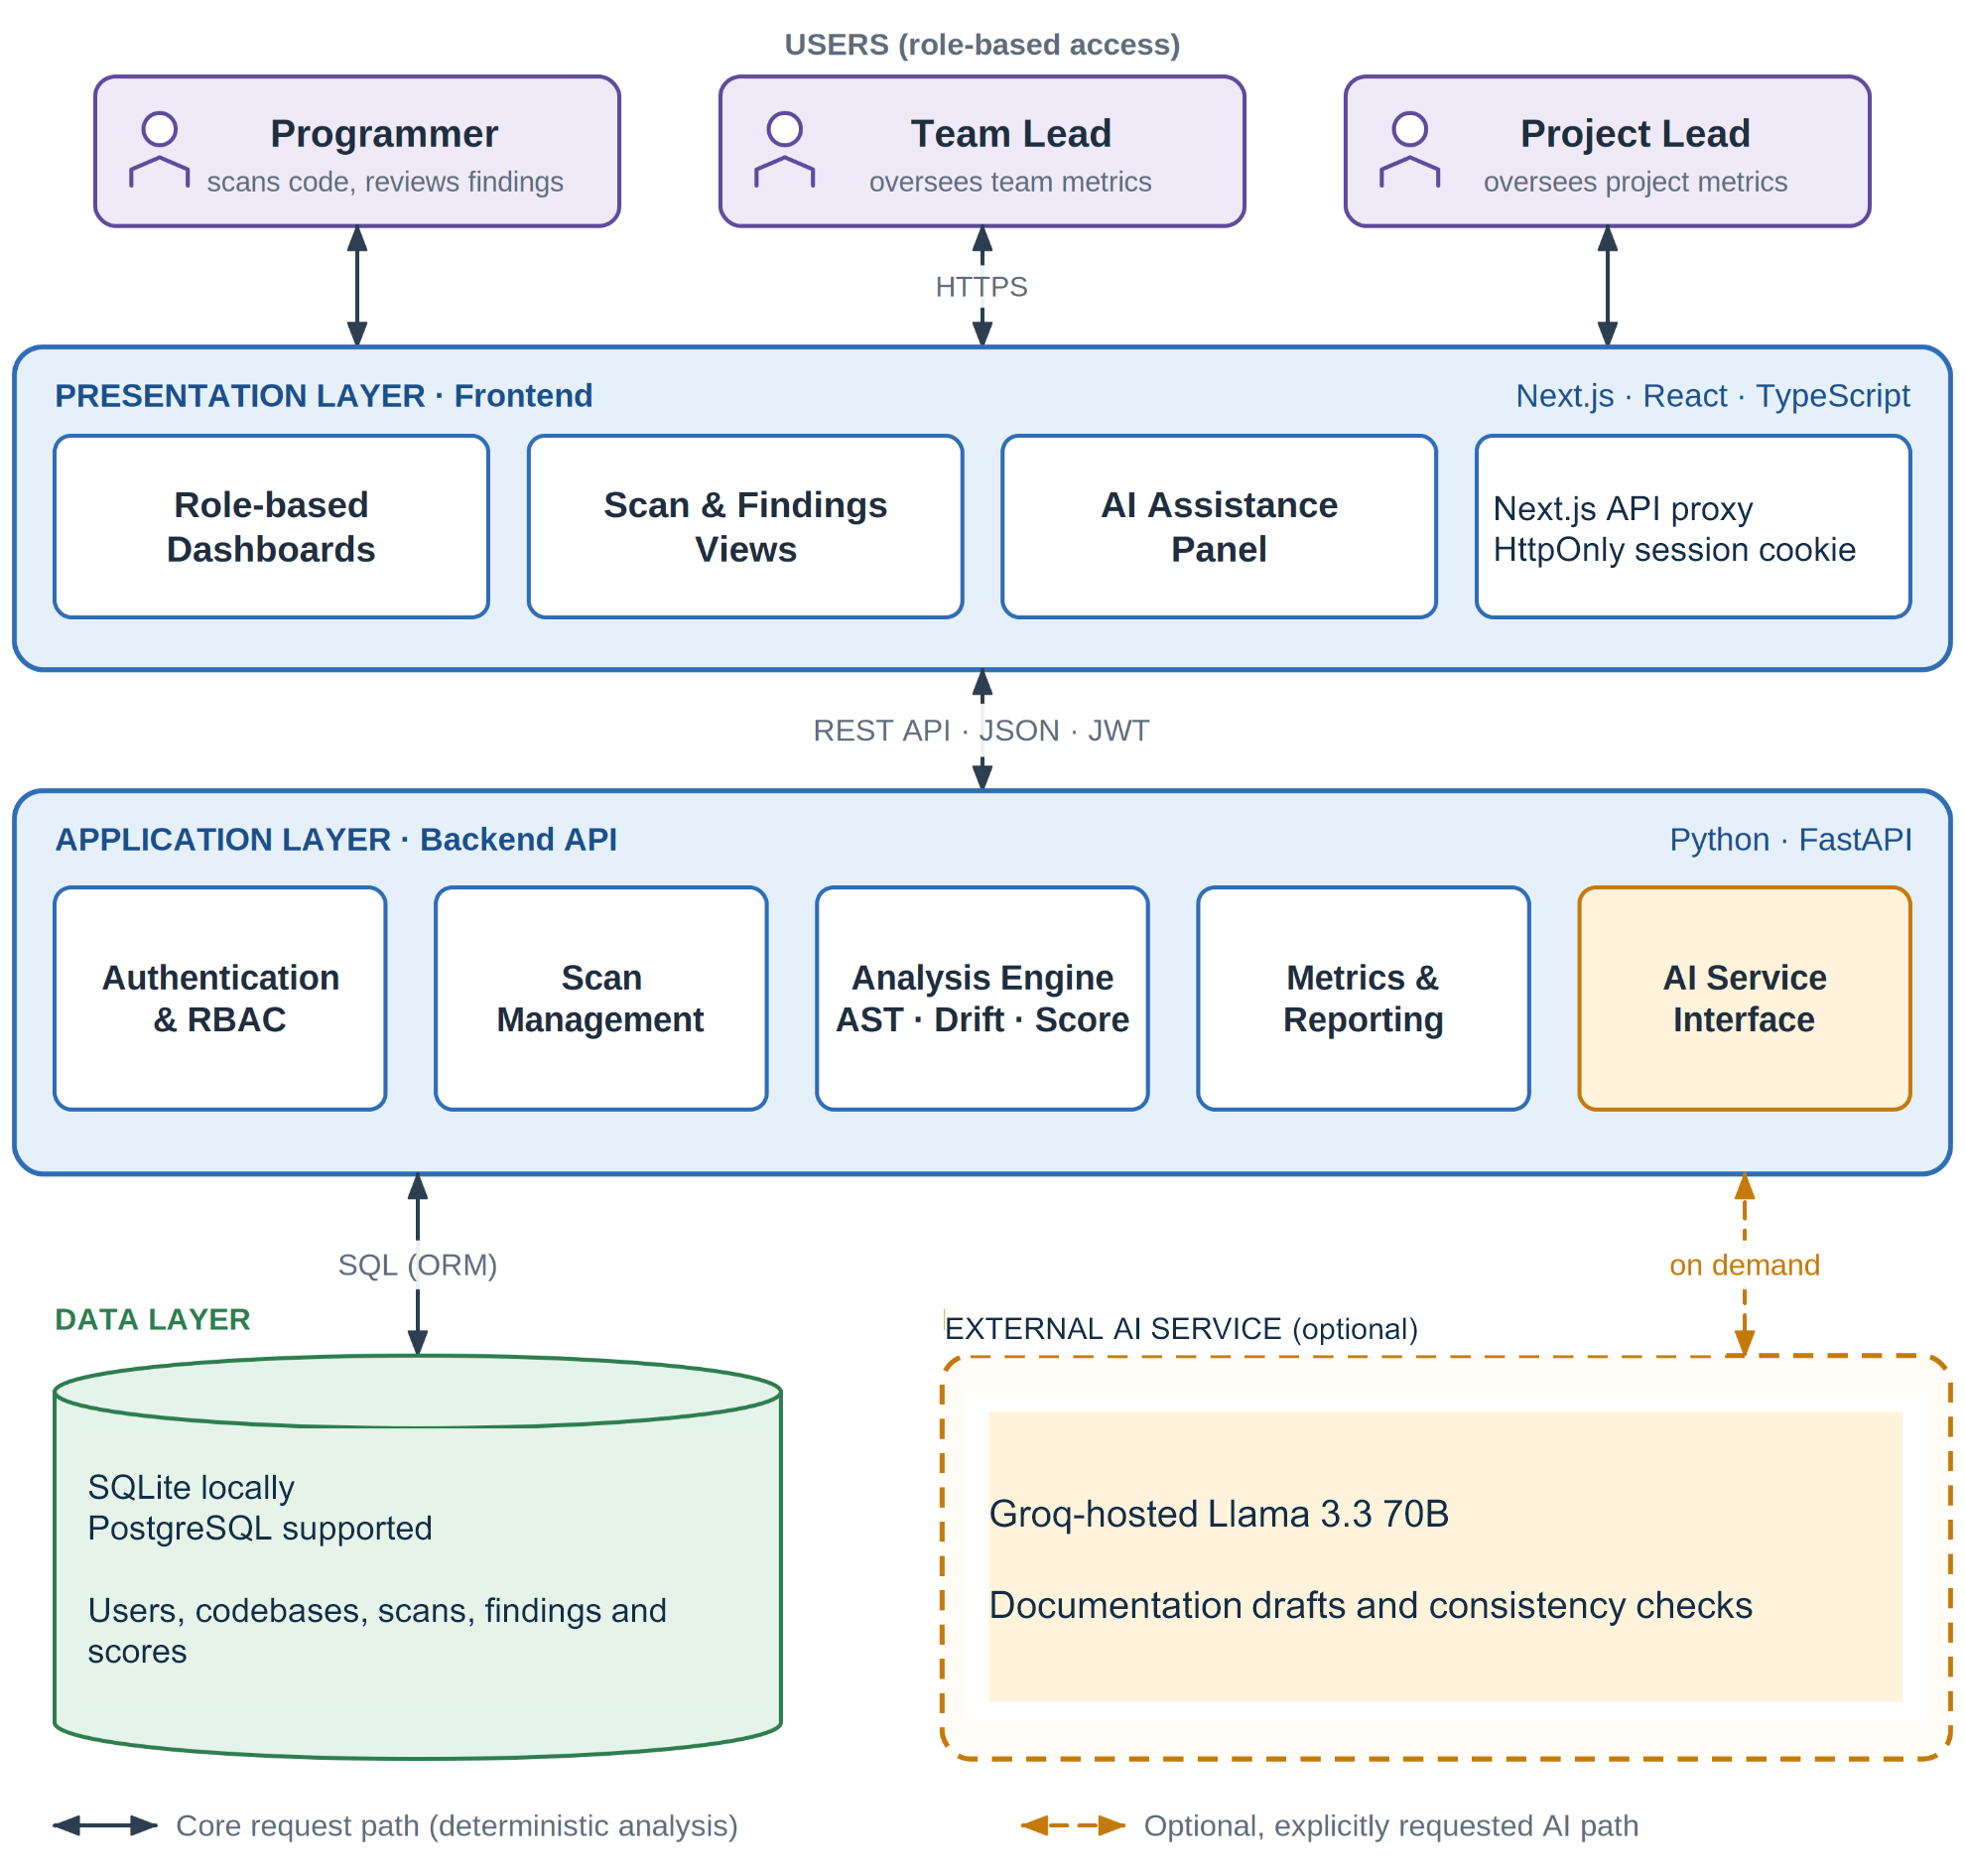 USERS (role-based access)
Programmer
scans code, reviews findings
Team Lead
oversees team metrics
Project Lead
oversees project metrics
HTTPS
PRESENTATION LAYER · Frontend
Next.js · React · TypeScript
Role-based
Dashboards
Scan & Findings
Views
AI Assistance
Panel
Next.js API proxy
HttpOnly session cookie
REST API · JSON · JWT
APPLICATION LAYER · Backend API
Python · FastAPI
Authentication
& RBAC
Scan
Management
Analysis Engine
AST · Drift · Score
Metrics &
Reporting
AI Service
Interface
SQL (ORM)
on demand
DATA LAYER
EXTERNAL AI SERVICE (optional)
SQLite locally
PostgreSQL supported
Users, codebases, scans, findings and
scores
Groq-hosted Llama 3.3 70B
Documentation drafts and consistency checks
Core request path (deterministic analysis)
Optional, explicitly requested AI path